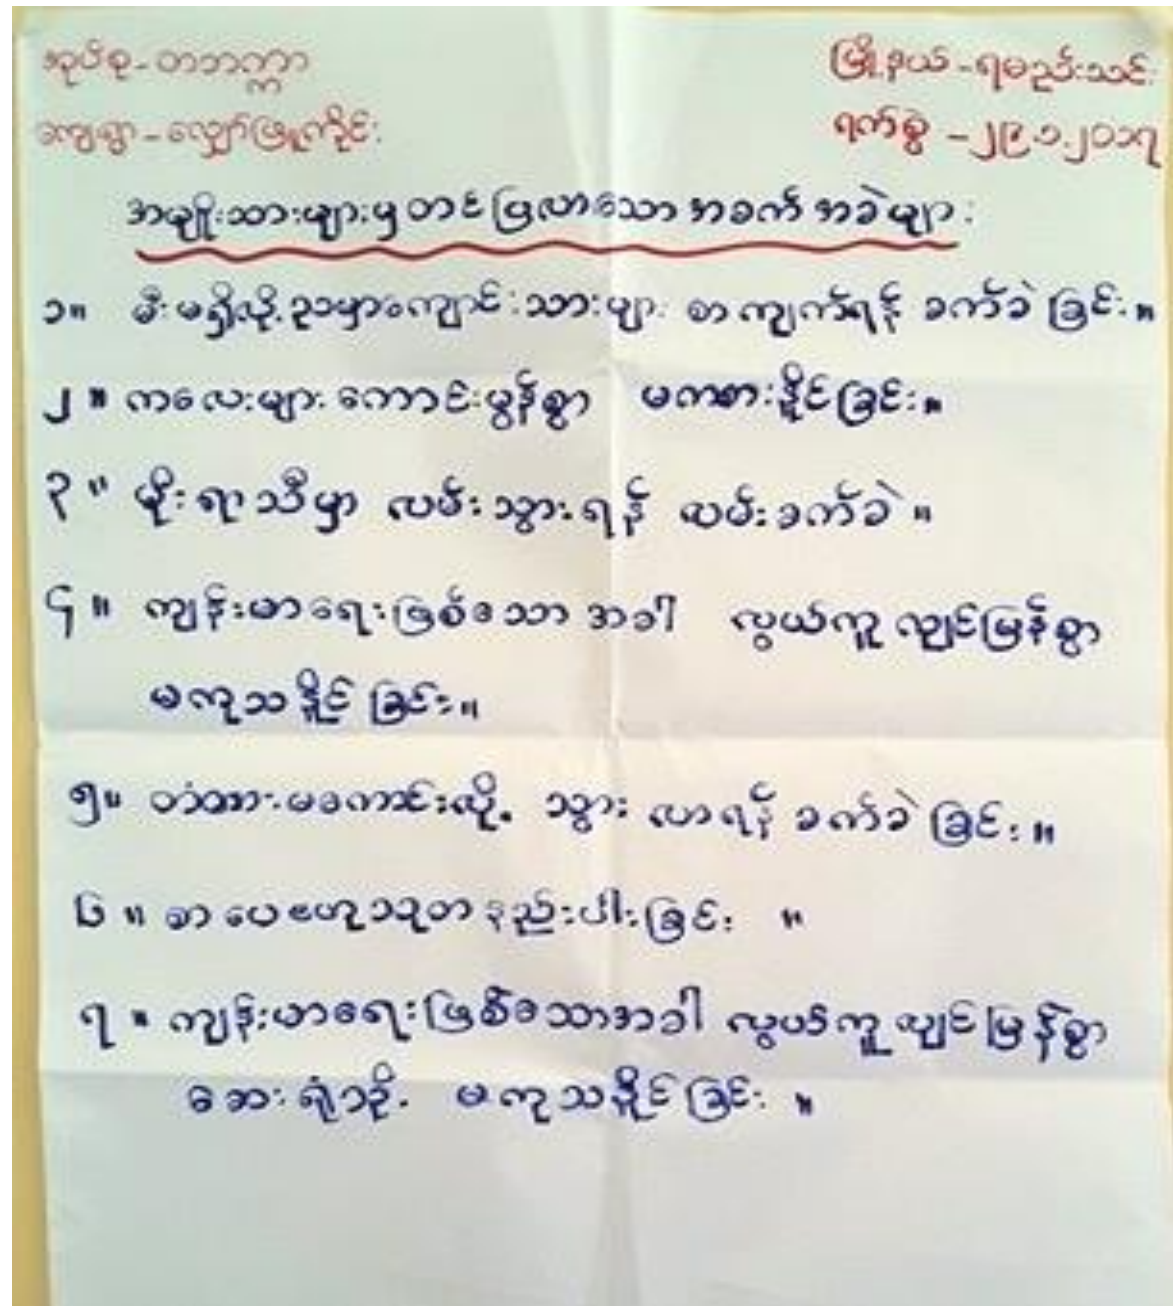 အုပ်စု-တဘက္ကာ
မြို့နယ်-ရမည်းသင်း
ကျေးရွာ-လျှော်ဖြူကိုင်း
ရက်စွဲ -၂၉.၁.၂၀၁၇
အမျိုးသားများမှတင်ပြလာသောအခက်အခဲများ
၁။ မီးမရှိလို့ညမှာကျောင်းသားများ စာကျက်ရန် ခက်ခဲခြင်း။
၂။ ကလေးများကောင်းမွန်စွာ မကစားနိုင်ခြင်း။
၃။ မိုးရာသီမှာ လမ်းသွားရန် လမ်းခက်ခဲ။
၄။ ကျန်းမာရေးဖြစ်သောအခါ လွယ်ကူလျင်မြန်စွာ
မကုသနိုင်ခြင်း။
၅။ တံတားမကောင်းလို့ သွားလာရန်ခက်ခဲခြင်း။
၆။ စာပေဗဟုသုတနည်းပါးခြင်း ။
၇။ ကျန်းမာရေးဖြစ်သောအခါ လွယ်ကူလျင်မြန်စွာ
ဆေးရုံသို့ မကုသနိုင်ခြင်း ။